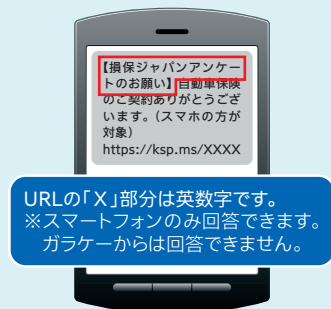 【損保ジャパンアンケー
トのお願い】自動車保険
のご契約ありがとうござ
います。(スマホの方が
対象)
https://ksp.ms/XXXX
URLの「X」部分は英数字です。
※スマートフォンのみ回答できます。
ガラケーからは回答できません。